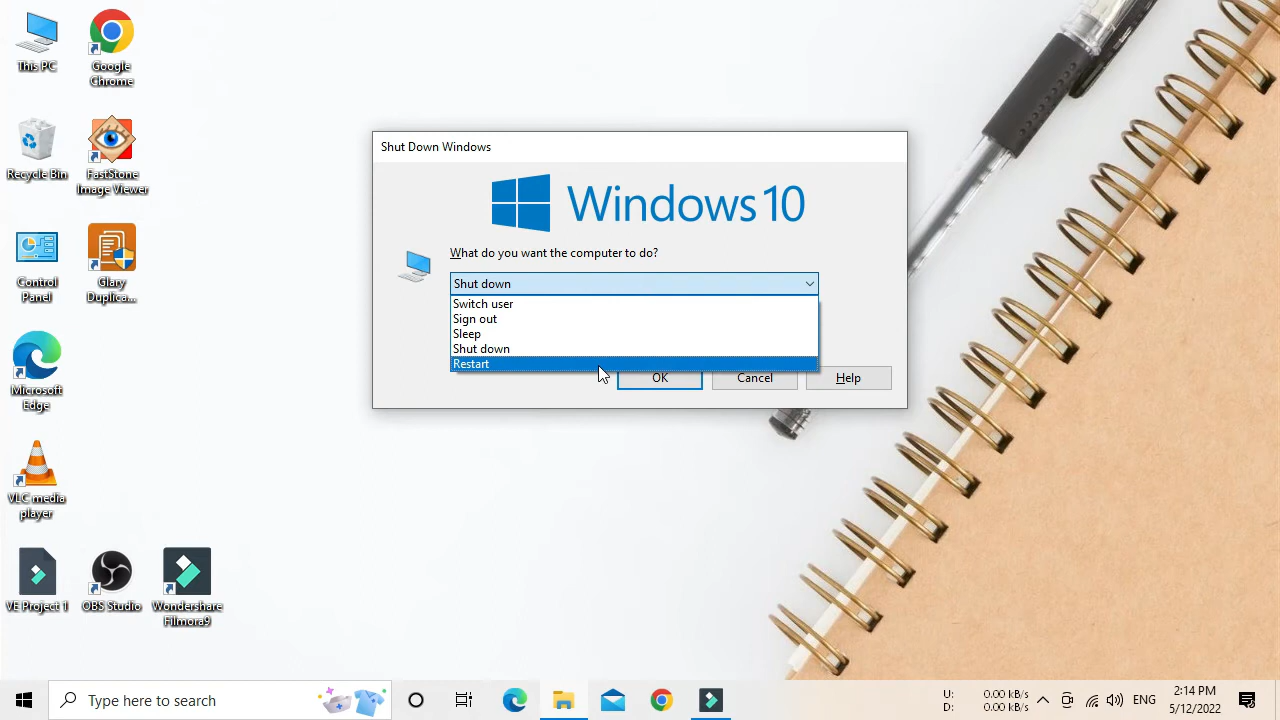 This PC
Google
Chrome
Recycle Bin
FastStone
Image Viewer
Control
Panel
Glary
Duplica...
Microsoft
Edge
VLC media
player
VE Project 1
OBS Studio
Wondershare
Filmora9
Shut Down Windows
Windows 10
What do you want the computer to do?
Shut down
Switch user
Sign out
Sleep
Shut down
Restart
OK
Cancel
Help
Type here to search
U: 0.00 kB/s
D: 0.00 kB/s
ENG
2:14 PM
5/12/2022